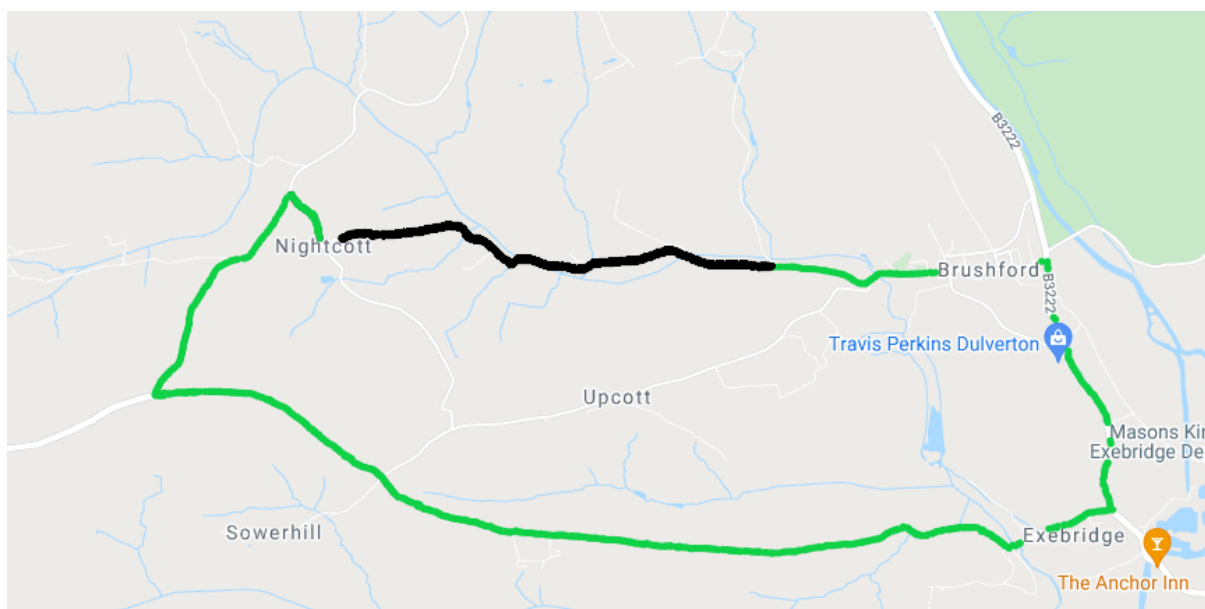 B3222
Nightcott
Brushford
B3222
Travis Perkins Dulverton
Upcott
Masons Kin
Exebridge De
Sowerhill
Exebridge
The Anchor Inn